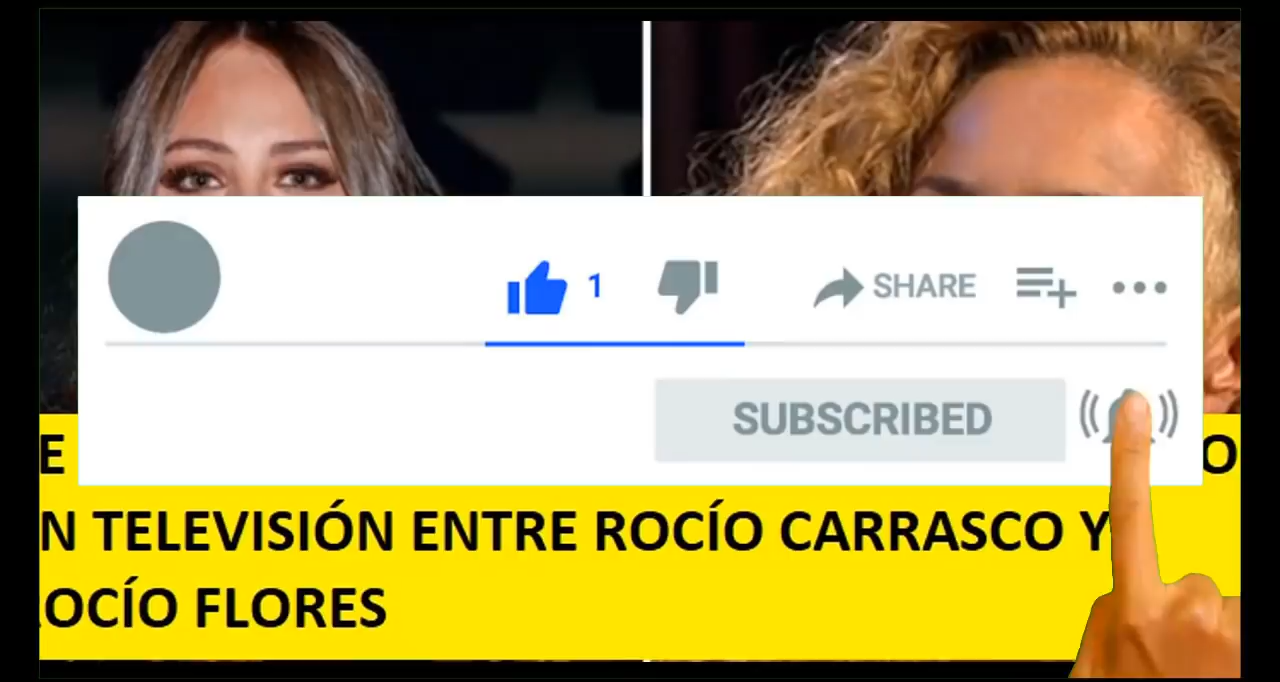 1
SHARE
SUBSCRIBED
E O
N TELEVISIÓN ENTRE ROCÍO CARRASCO Y
OCÍO FLORES